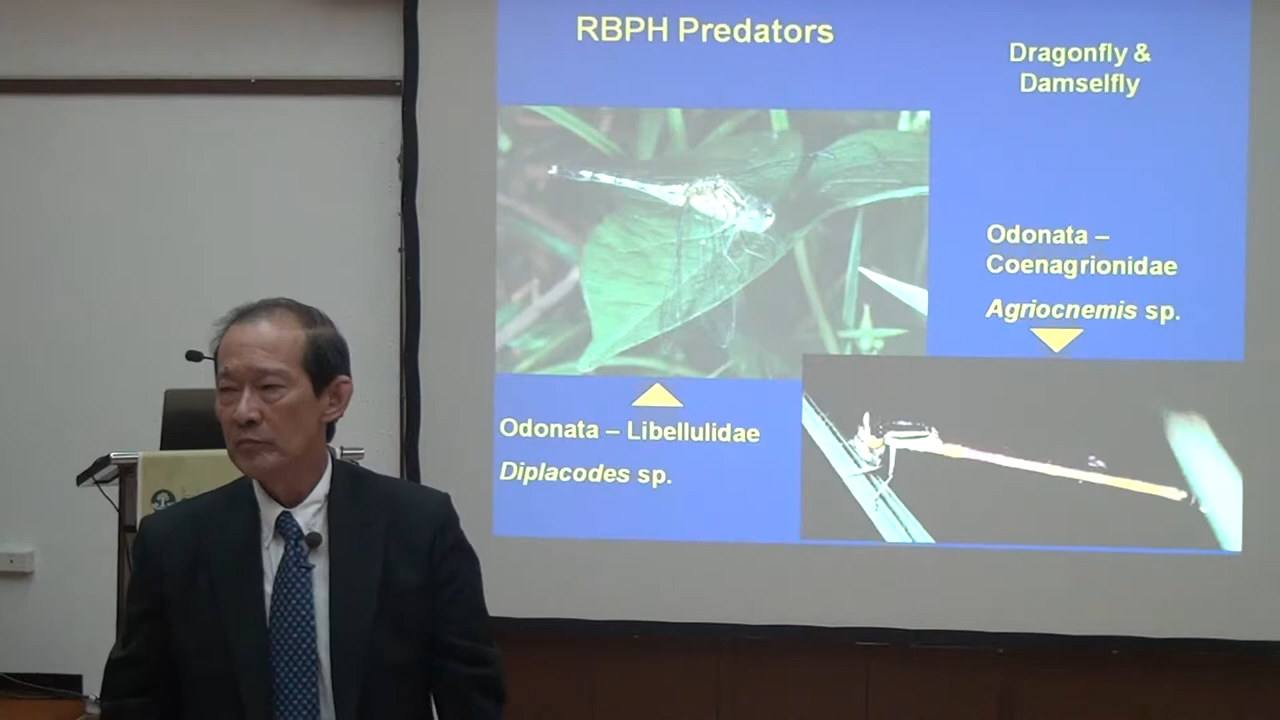 RBPH Predators
Dragonfly &
Damselfly
Odonata –
Coenagrionidae
Agriocnemis sp.
Odonata – Libellulidae
Diplacodes sp.